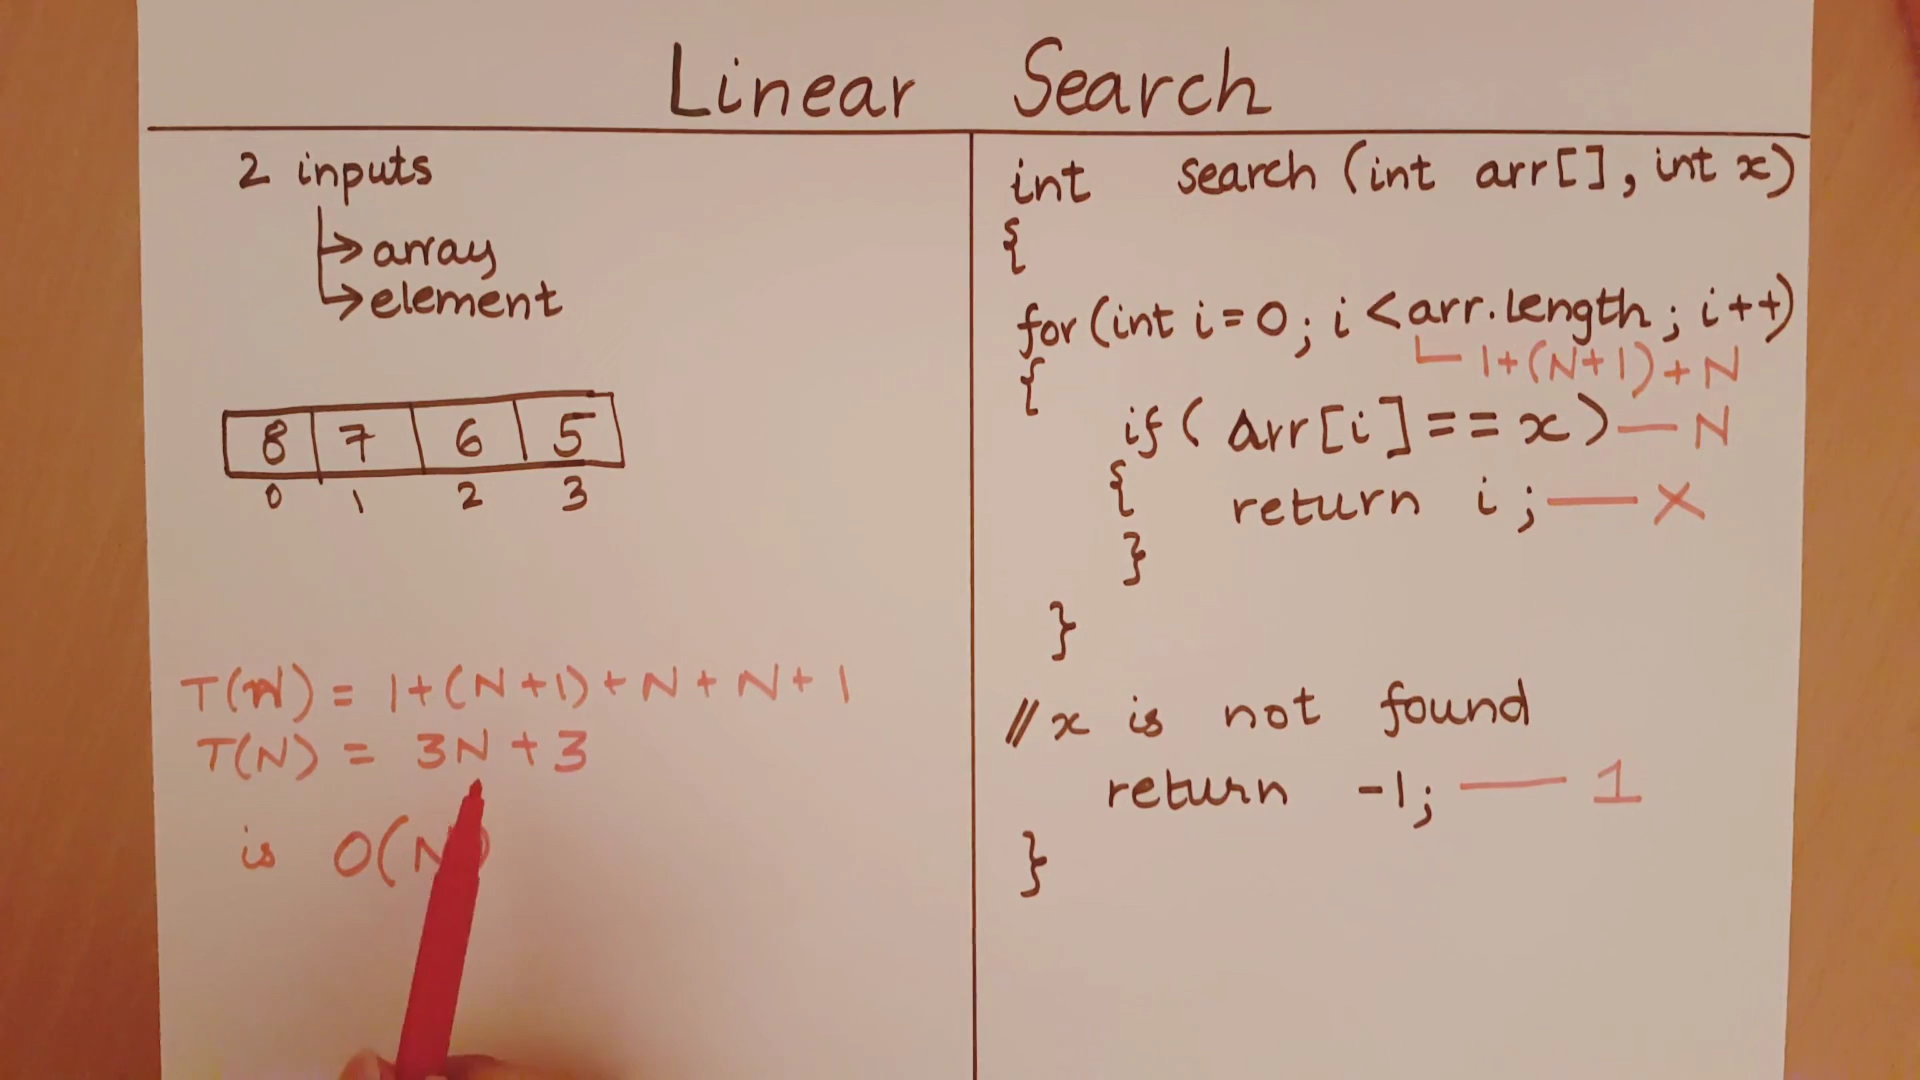 Linear Search
2 inputs
array
element
8 7 6 5
0 1 2 3
T(N) = 1+(N+1)+N+N+1
T(N) = 3N+3
is O(N)
int search (int arr[], int x)
{
for(int i=0; i<arr.length; i++)
1+(N+1)+N
{
if( arr[i]==x) — N
{ return i; — X
}
}
// x is not found
return -1; — 1
}